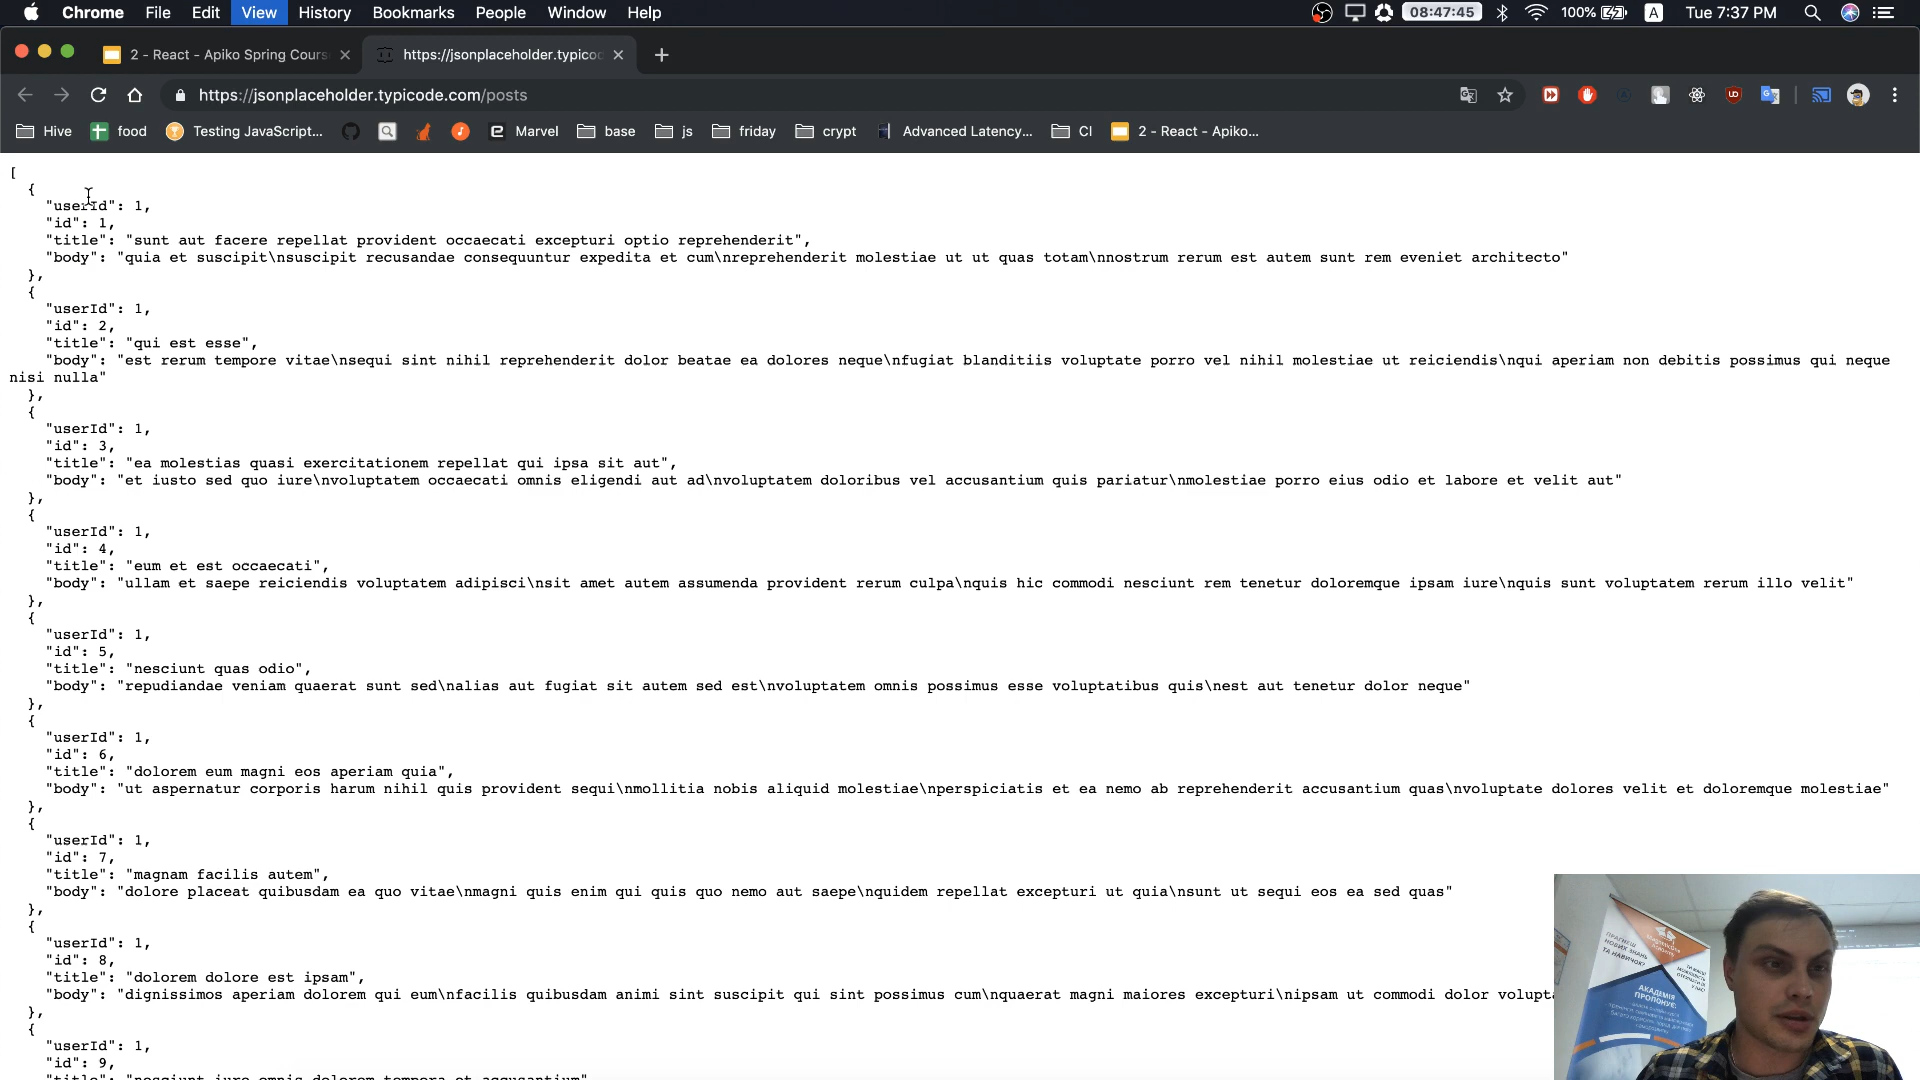 Chrome File Edit View History Bookmarks People Window Help 08:47:45 100% A Tue 7:37 PM
2 - React - Apiko Spring Cours https://jsonplaceholder.typico
https://jsonplaceholder.typicode.com/posts
Hive food Testing JavaScript... Marvel base js friday crypt Advanced Latency... CI 2 - React - Apiko...
[
{
"userId": 1,
"id": 1,
"title": "sunt aut facere repellat provident occaecati excepturi optio reprehenderit",
"body": "quia et suscipit\nsuscipit recusandae consequuntur expedita et cum\nreprehenderit molestiae ut ut quas totam\nnostrum rerum est autem sunt rem eveniet architecto"
},
{
"userId": 1,
"id": 2,
"title": "qui est esse",
"body": "est rerum tempore vitae\nsequi sint nihil reprehenderit dolor beatae ea dolores neque\nfugiat blanditiis voluptate porro vel nihil molestiae ut reiciendis\nqui aperiam non debitis possimus qui neque
nisi nulla"
},
{
"userId": 1,
"id": 3,
"title": "ea molestias quasi exercitationem repellat qui ipsa sit aut",
"body": "et iusto sed quo iure\nvoluptatem occaecati omnis eligendi aut ad\nvoluptatem doloribus vel accusantium quis pariatur\nmolestiae porro eius odio et labore et velit aut"
},
{
"userId": 1,
"id": 4,
"title": "eum et est occaecati",
"body": "ullam et saepe reiciendis voluptatem adipisci\nsit amet autem assumenda provident rerum culpa\nquis hic commodi nesciunt rem tenetur doloremque ipsam iure\nquis sunt voluptatem rerum illo velit"
},
{
"userId": 1,
"id": 5,
"title": "nesciunt quas odio",
"body": "repudiandae veniam quaerat sunt sed\nalias aut fugiat sit autem sed est\nvoluptatem omnis possimus esse voluptatibus quis\nest aut tenetur dolor neque"
},
{
"userId": 1,
"id": 6,
"title": "dolorem eum magni eos aperiam quia",
"body": "ut aspernatur corporis harum nihil quis provident sequi\nmollitia nobis aliquid molestiae\nperspiciatis et ea nemo ab reprehenderit accusantium quas\nvoluptate dolores velit et doloremque molestiae"
},
{
"userId": 1,
"id": 7,
"title": "magnam facilis autem",
"body": "dolore placeat quibusdam ea quo vitae\nmagni quis enim qui quis quo nemo aut saepe\nquidem repellat excepturi ut quia\nsunt ut sequi eos ea sed quas"
},
{
"userId": 1,
"id": 8,
"title": "dolorem dolore est ipsam",
"body": "dignissimos aperiam dolorem qui eum\nfacilis quibusdam animi sint suscipit qui sint possimus cum\nquaerat magni maiores excepturi\nipsam ut commodi dolor volupta
},
{
"userId": 1,
"id": 9,
"title": "nesciunt iure omnis dolorem tempora et accusantium"
ПРАГНЕШ
НОВИХ ЗНАНЬ
ТА НАВИЧОК?
АКАДЕМІЯ
ПРОПОНУЄ: